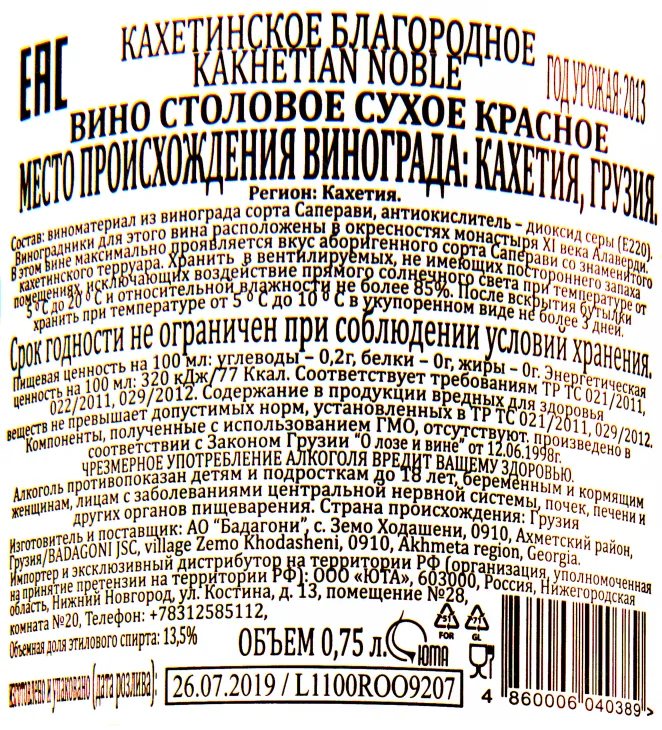 EAC
КАХЕТИНСКОЕ БЛАГОРОДНОЕ
KAKHETIAN NOBLE
ГОД УРОЖАЯ: 2013
ВИНО СТОЛОВОЕ СУХОЕ КРАСНОЕ
МЕСТО ПРОИСХОЖДЕНИЯ ВИНОГРАДА: КАХЕТИЯ, ГРУЗИЯ.
Регион: Кахетия.
Состав: виноматериал из винограда сорта Саперави, антиокислитель – диоксид серы (Е220).
Виноградники для этого вина расположены в окресностях монастыря XI века Алаверди.
В этом вине максимально проявляется вкус аборигенного сорта Саперави со знаменитого
кахетинского терруара. Хранить в вентилируемых, не имеющих постороннего запаха
помещениях, исключающих воздействие прямого солнечного света при температуре от
5 °С до 20 °С и относительной влажности не более 85%. После вскрытия бутылки
хранить при температуре от 5 °С до 10 °С в укупоренном виде не более 3 дней.
Срок годности не ограничен при соблюдении условий хранения.
Пищевая ценность на 100 мл: углеводы – 0,2г, белки – 0г, жиры – 0г. Энергетическая
ценность на 100 мл: 320 кДж/77 Ккал. Соответствует требованиям ТР ТС 021/2011,
022/2011, 029/2012. Содержание в продукции вредных для здоровья
веществ не превышает допустимых норм, установленных в ТР ТС 021/2011, 029/2012.
Компоненты, полученные с использованием ГМО, отсутствуют. произведено в
соответствии с Законом Грузии "О лозе и вине" от 12.06.1998г.
ЧРЕЗМЕРНОЕ УПОТРЕБЛЕНИЕ АЛКОГОЛЯ ВРЕДИТ ВАШЕМУ ЗДОРОВЬЮ.
Алкоголь противопоказан детям и подросткам до 18 лет, беременным и кормящим
женщинам, лицам с заболеваниями центральной нервной системы, почек, печени и
других органов пищеварения. Страна происхождения: Грузия
Изготовитель и поставщик: АО "Бадагони", с. Земо Ходашени, 0910, Ахметский район,
Грузия/BADAGONI JSC, village Zemo Khodasheni, 0910, Akhmeta region, Georgia.
Импортер и эксклюзивный дистрибьютор на территории РФ (организация, уполномоченная
на принятие претензии на территории РФ): ООО «ЮТА», 603000, Россия, Нижегородская
область, Нижний Новгород, ул. Костина, д. 13, помещение №28,
комната №20, Телефон: +78312585112,
Объемная доля этилового спирта: 13,5%
ОБЪЕМ 0,75 л.
ЮТА
51
FOR
71
GL
изготовлено и упаковано (дата розлива):
26.07.2019 / L1100ROO9207
4 860006 040389 >